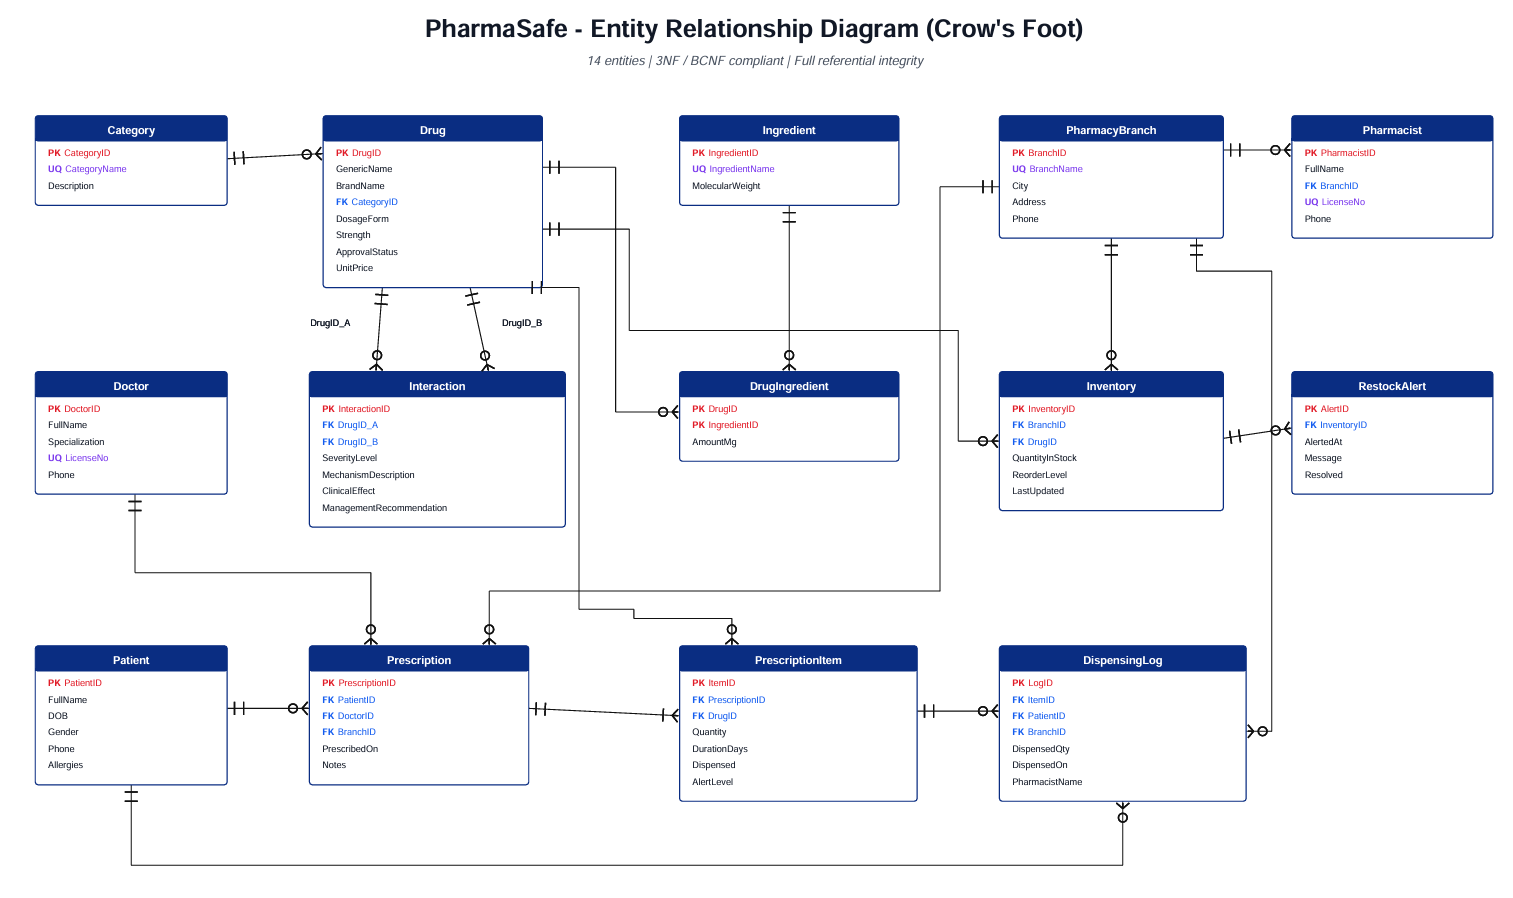 PharmaSafe - Entity Relationship Diagram (Crow's Foot)
14 entities | 3NF / BCNF compliant | Full referential integrity
Category
PK CategoryID
UQ CategoryName
Description
Drug
PK DrugID
GenericName
BrandName
FK CategoryID
DosageForm
Strength
ApprovalStatus
UnitPrice
Ingredient
PK IngredientID
UQ IngredientName
MolecularWeight
PharmacyBranch
PK BranchID
UQ BranchName
City
Address
Phone
Pharmacist
PK PharmacistID
FullName
FK BranchID
UQ LicenseNo
Phone
DrugID_A
DrugID_B
Doctor
PK DoctorID
FullName
Specialization
UQ LicenseNo
Phone
Interaction
PK InteractionID
FK DrugID_A
FK DrugID_B
SeverityLevel
MechanismDescription
ClinicalEffect
ManagementRecommendation
DrugIngredient
PK DrugID
PK IngredientID
AmountMg
Inventory
PK InventoryID
FK BranchID
FK DrugID
QuantityInStock
ReorderLevel
LastUpdated
RestockAlert
PK AlertID
FK InventoryID
AlertedAt
Message
Resolved
Patient
PK PatientID
FullName
DOB
Gender
Phone
Allergies
Prescription
PK PrescriptionID
FK PatientID
FK DoctorID
FK BranchID
PrescribedOn
Notes
PrescriptionItem
PK ItemID
FK PrescriptionID
FK DrugID
Quantity
DurationDays
Dispensed
AlertLevel
DispensingLog
PK LogID
FK ItemID
FK PatientID
FK BranchID
DispensedQty
DispensedOn
PharmacistName